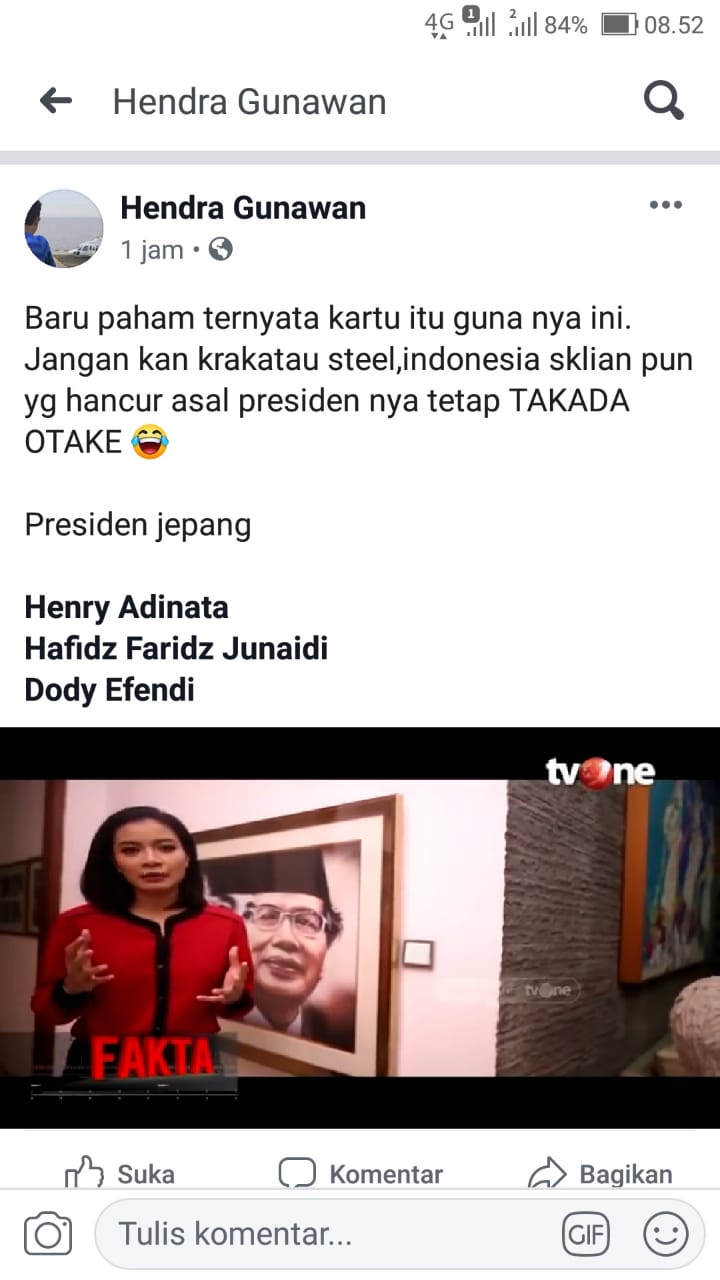 4G 1 2 84% 08.52
Hendra Gunawan
Hendra Gunawan
1 jam •
Baru paham ternyata kartu itu guna nya ini.
Jangan kan krakatau steel,indonesia sklian pun
yg hancur asal presiden nya tetap TAKADA
OTAKE 😂
Presiden jepang
Henry Adinata
Hafidz Faridz Junaidi
Dody Efendi
tvOne
tvOne
FAKTA
Suka Komentar Bagikan
Tulis komentar... GIF